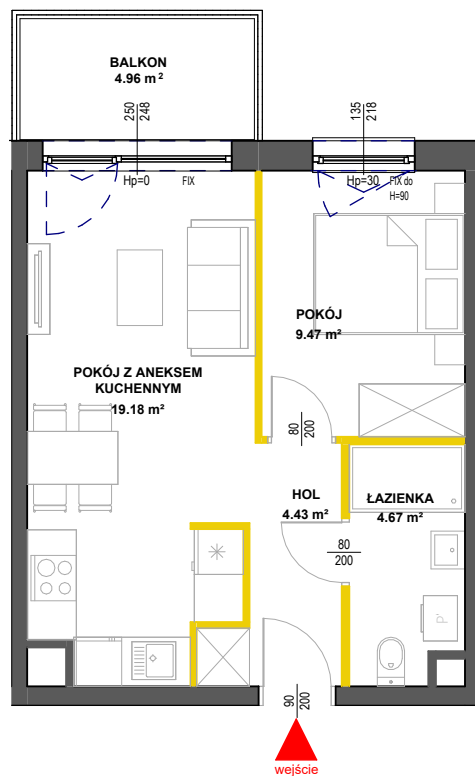 BALKON
4.96 m²
250
248
135
218
Hp=0
FIX
Hp=30
FIX do
H=90
POKÓJ
9.47 m²
POKÓJ Z ANEKSEM
KUCHENNYM
19.18 m²
80
200
HOL
4.43 m²
ŁAZIENKA
4.67 m²
80
200
pr
90
200
wejście